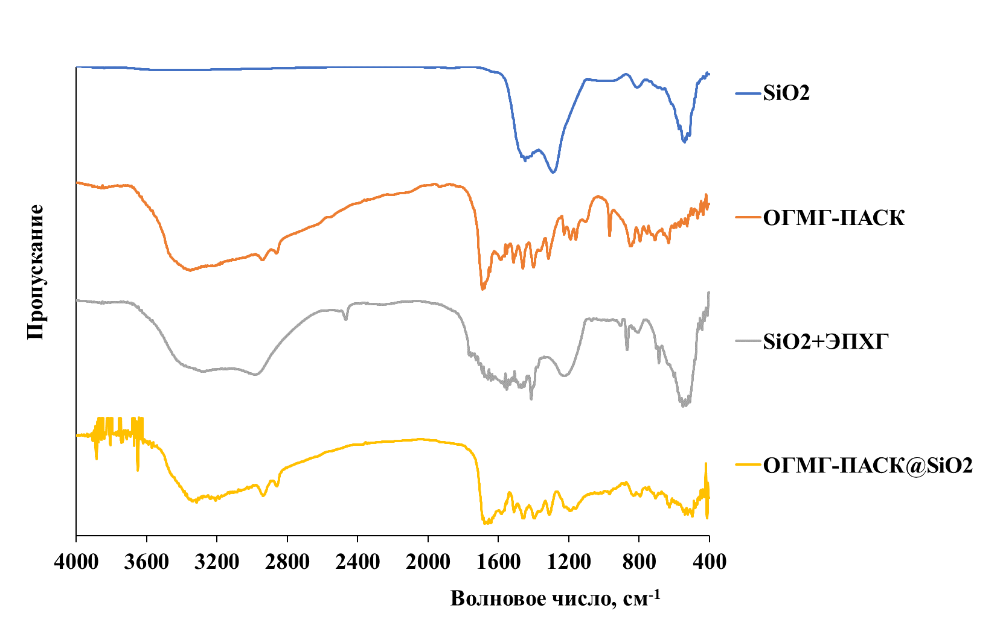 Пропускание
SiO2
ОГМГ-ПАСК
SiO2+ЭПХГ
ОГМГ-ПАСК@SiO2
4000 3600 3200 2800 2400 2000 1600 1200 800 400
Волновое число, см-1